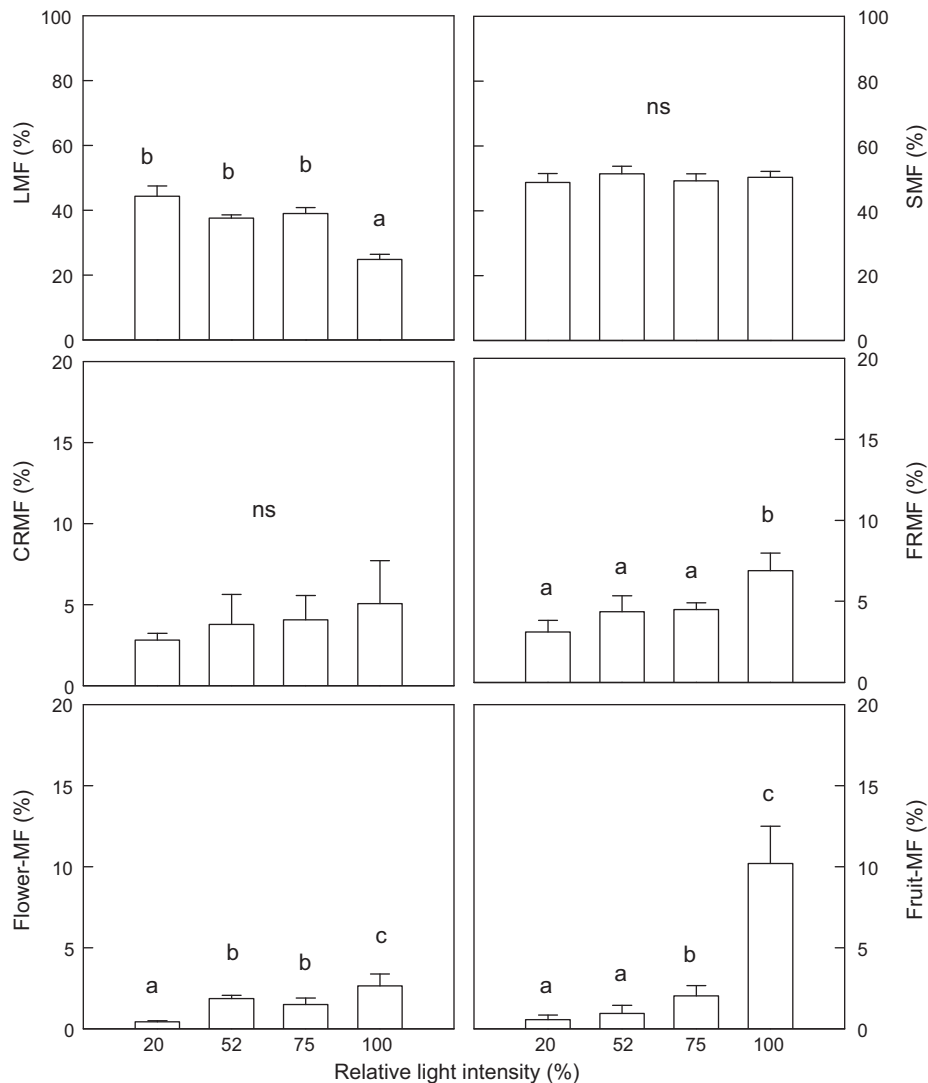 100
80
60
40
20
0
LMF (%)
b
b
b
a
100
80
60
40
20
0
SMF (%)
ns
20
15
10
5
0
CRMF (%)
ns
20
15
10
5
0
FRMF (%)
a
a
a
b
20
15
10
5
0
Flower-MF (%)
a
b
b
c
20
52
75
100
20
15
10
5
0
Fruit-MF (%)
a
a
b
c
20
52
75
100
Relative light intensity (%)